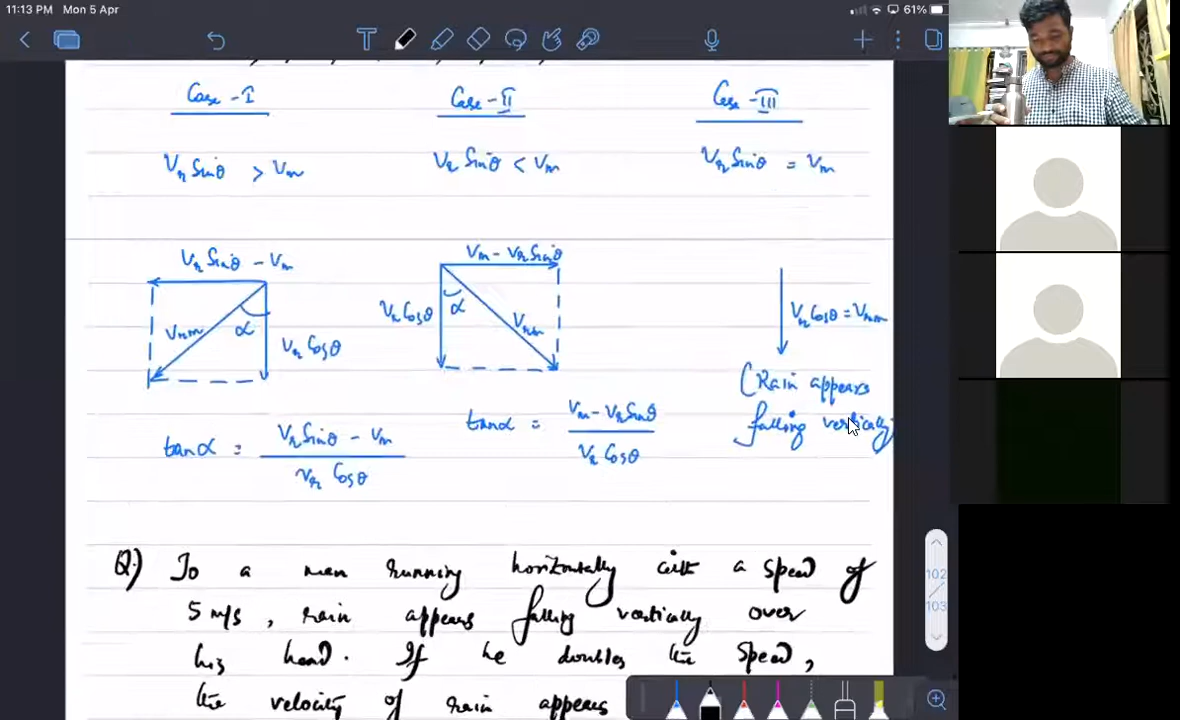 11:13 PM Mon 5 Apr
61%
Case - I
Case - II
Case - III
Vr Sinθ > Vm
Vr Sinθ < Vm
Vr Sinθ = Vm
Vr Sinθ - Vm
Vrm
α
Vr Cosθ
Vm - Vr Sinθ
Vr Cosθ
α
Vrm
Vr Cosθ = Vrm
(Rain appears
falling vertically)
tanα = (Vr Sinθ - Vm) / (Vr Cosθ)
tanα = (Vm - Vr Sinθ) / (Vr Cosθ)
Q) To a man running horizontally with a speed of
5 m/s, rain appears falling vertically over
his head. If he doubles the speed,
the velocity of rain appears
102
103